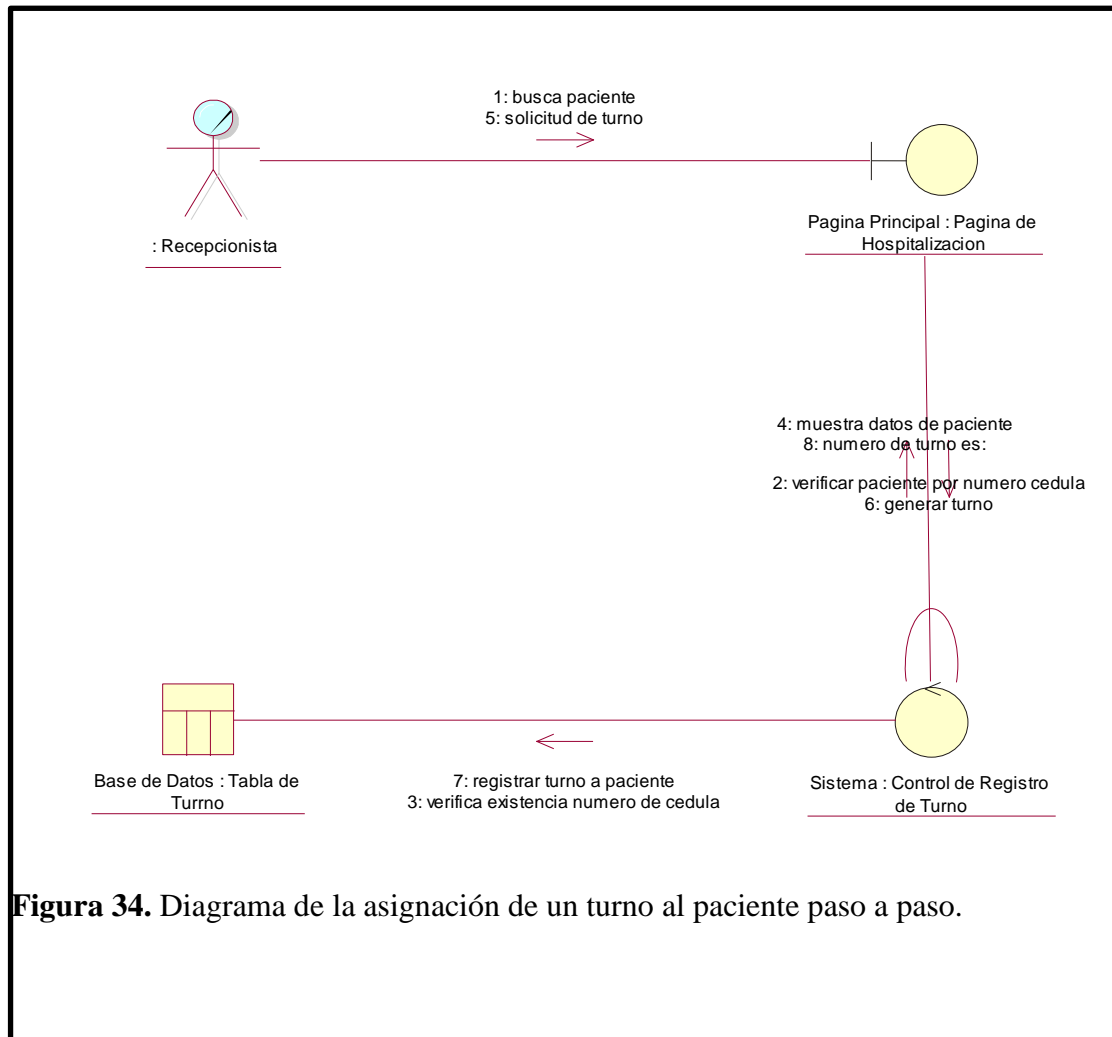 1: busca paciente
5: solicitud de turno
: Recepcionista
Pagina Principal : Pagina de
Hospitalizacion
4: muestra datos de paciente
8: numero de turno es:
2: verificar paciente por numero cedula
6: generar turno
Base de Datos : Tabla de
Turrno
7: registrar turno a paciente
3: verifica existencia numero de cedula
Sistema : Control de Registro
de Turno
Figura 34. Diagrama de la asignación de un turno al paciente paso a paso.